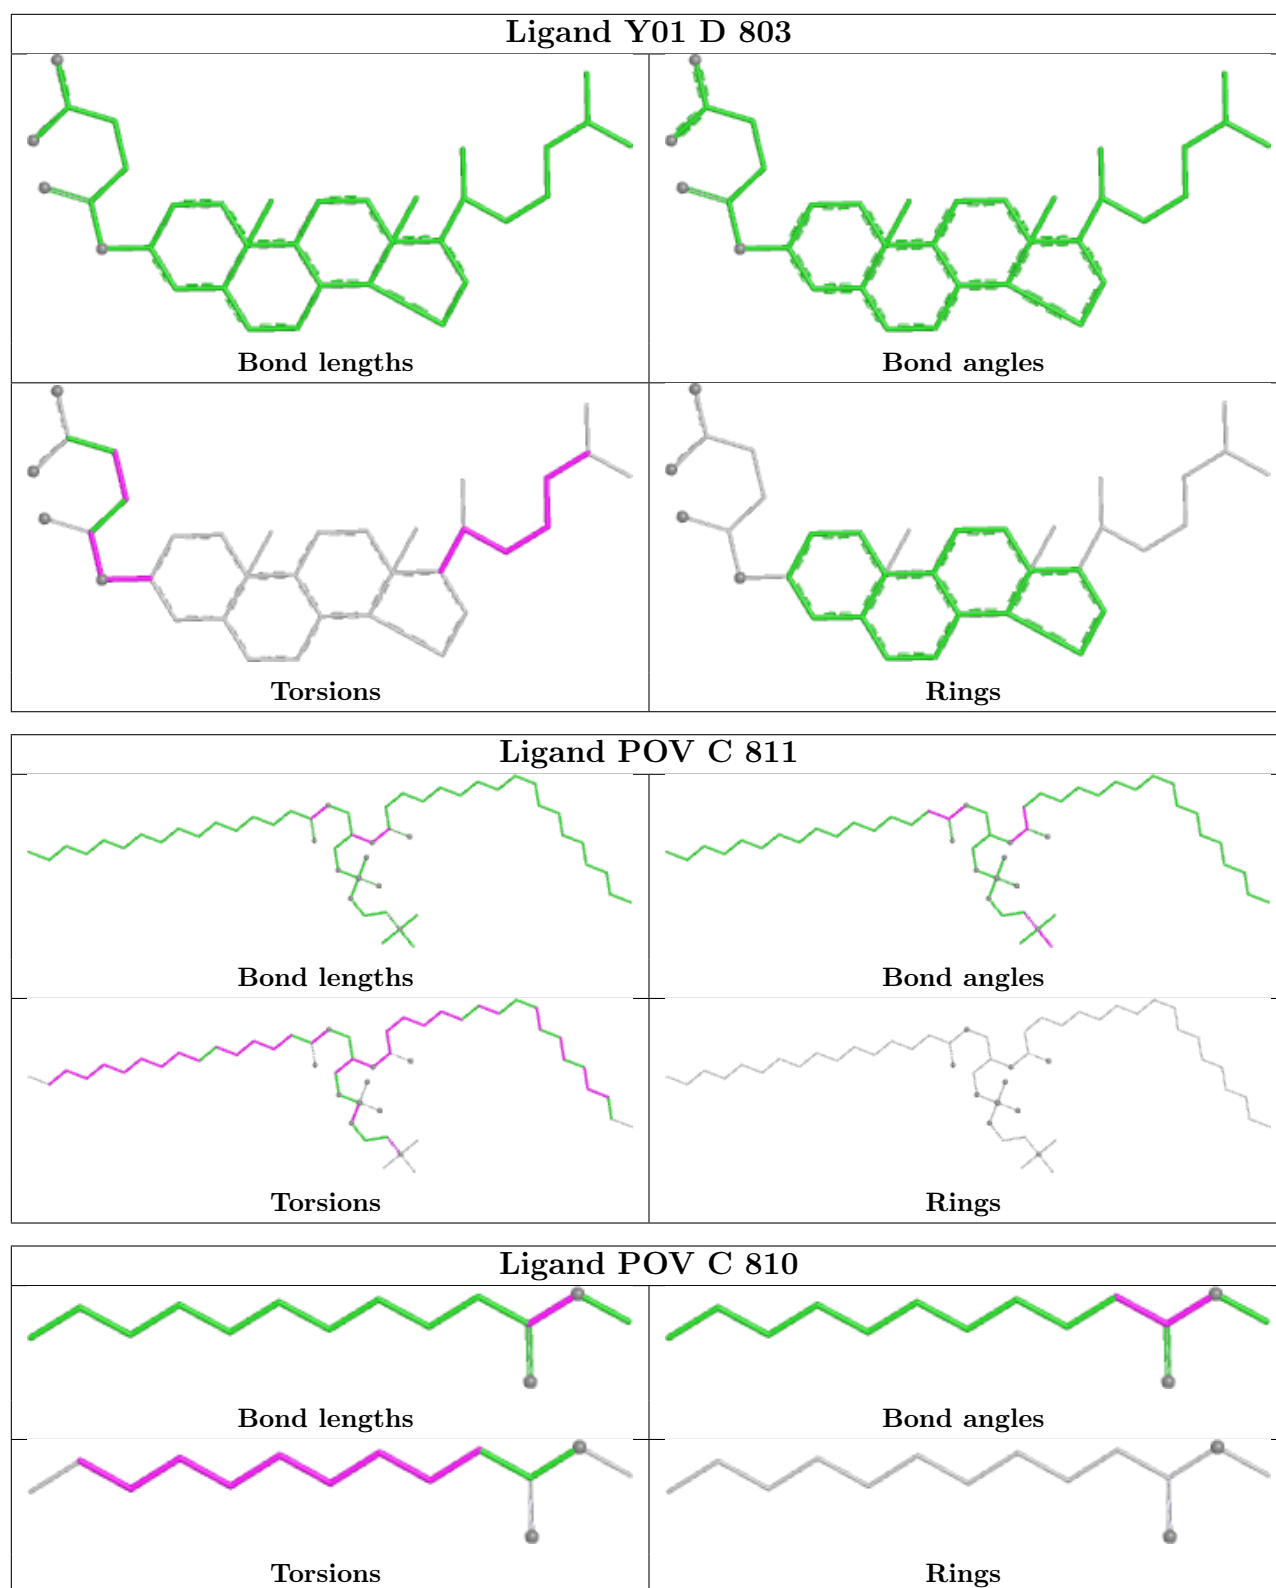 Ligand Y01 D 803
Bond lengths
Bond angles
Torsions
Rings
Ligand POV C 811
Bond lengths
Bond angles
Torsions
Rings
Ligand POV C 810
Bond lengths
Bond angles
Torsions
Rings